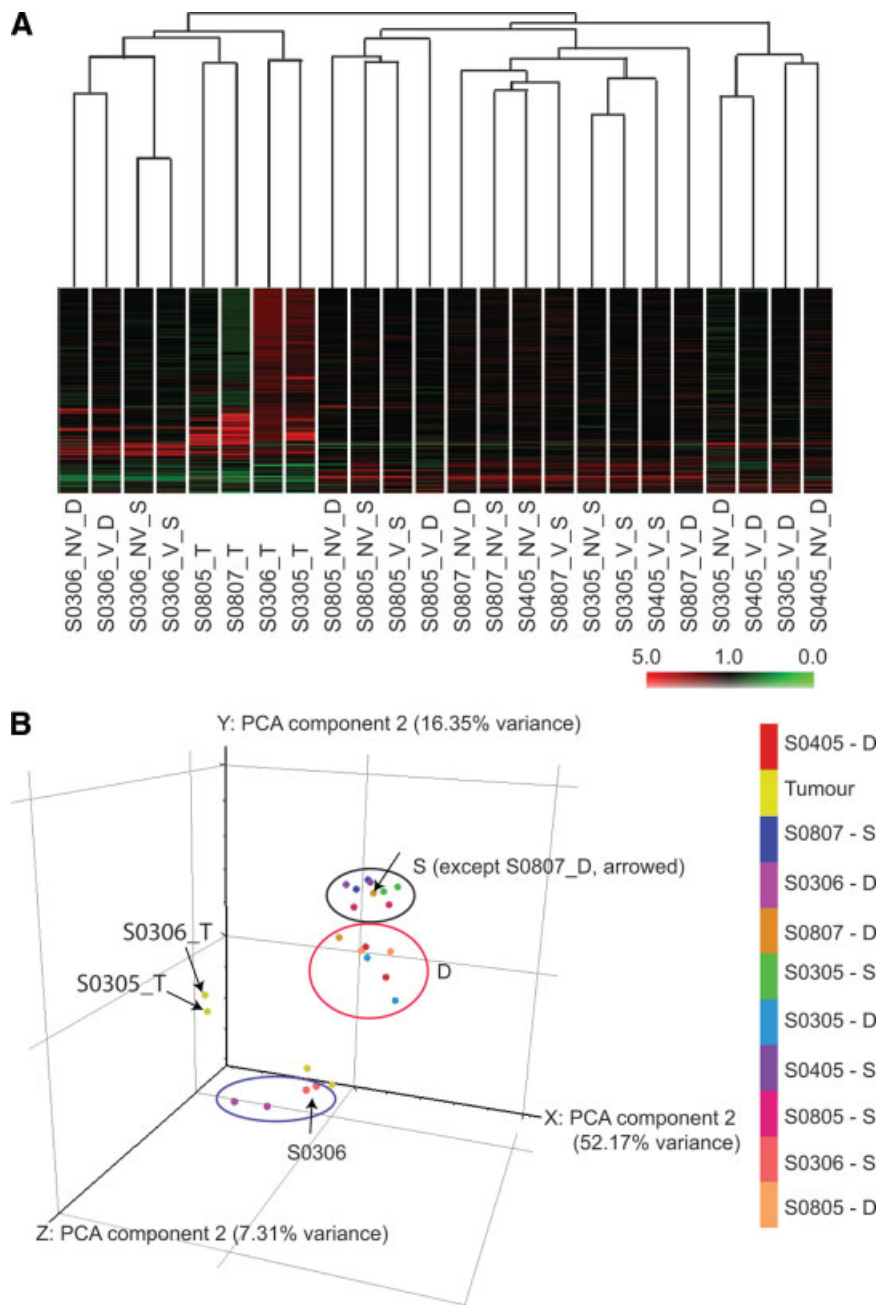 A
S0306_NV_D
S0306_V_D
S0306_NV_S
S0306_V_S
S0805_T
S0807_T
S0306_T
S0305_T
S0805_NV_D
S0805_NV_S
S0805_V_S
S0805_V_D
S0807_NV_D
S0807_NV_S
S0405_NV_S
S0807_V_S
S0305_NV_S
S0305_V_S
S0405_V_S
S0807_V_D
S0305_NV_D
S0405_V_D
S0305_V_D
S0405_NV_D
5.0 1.0 0.0
B
Y: PCA component 2 (16.35% variance)
S (except S0807_D, arrowed)
S0306_T
S0305_T
D
S0306
X: PCA component 2
(52.17% variance)
Z: PCA component 2 (7.31% variance)
S0405 - D
Tumour
S0807 - S
S0306 - D
S0807 - D
S0305 - S
S0305 - D
S0405 - S
S0805 - S
S0306 - S
S0805 - D